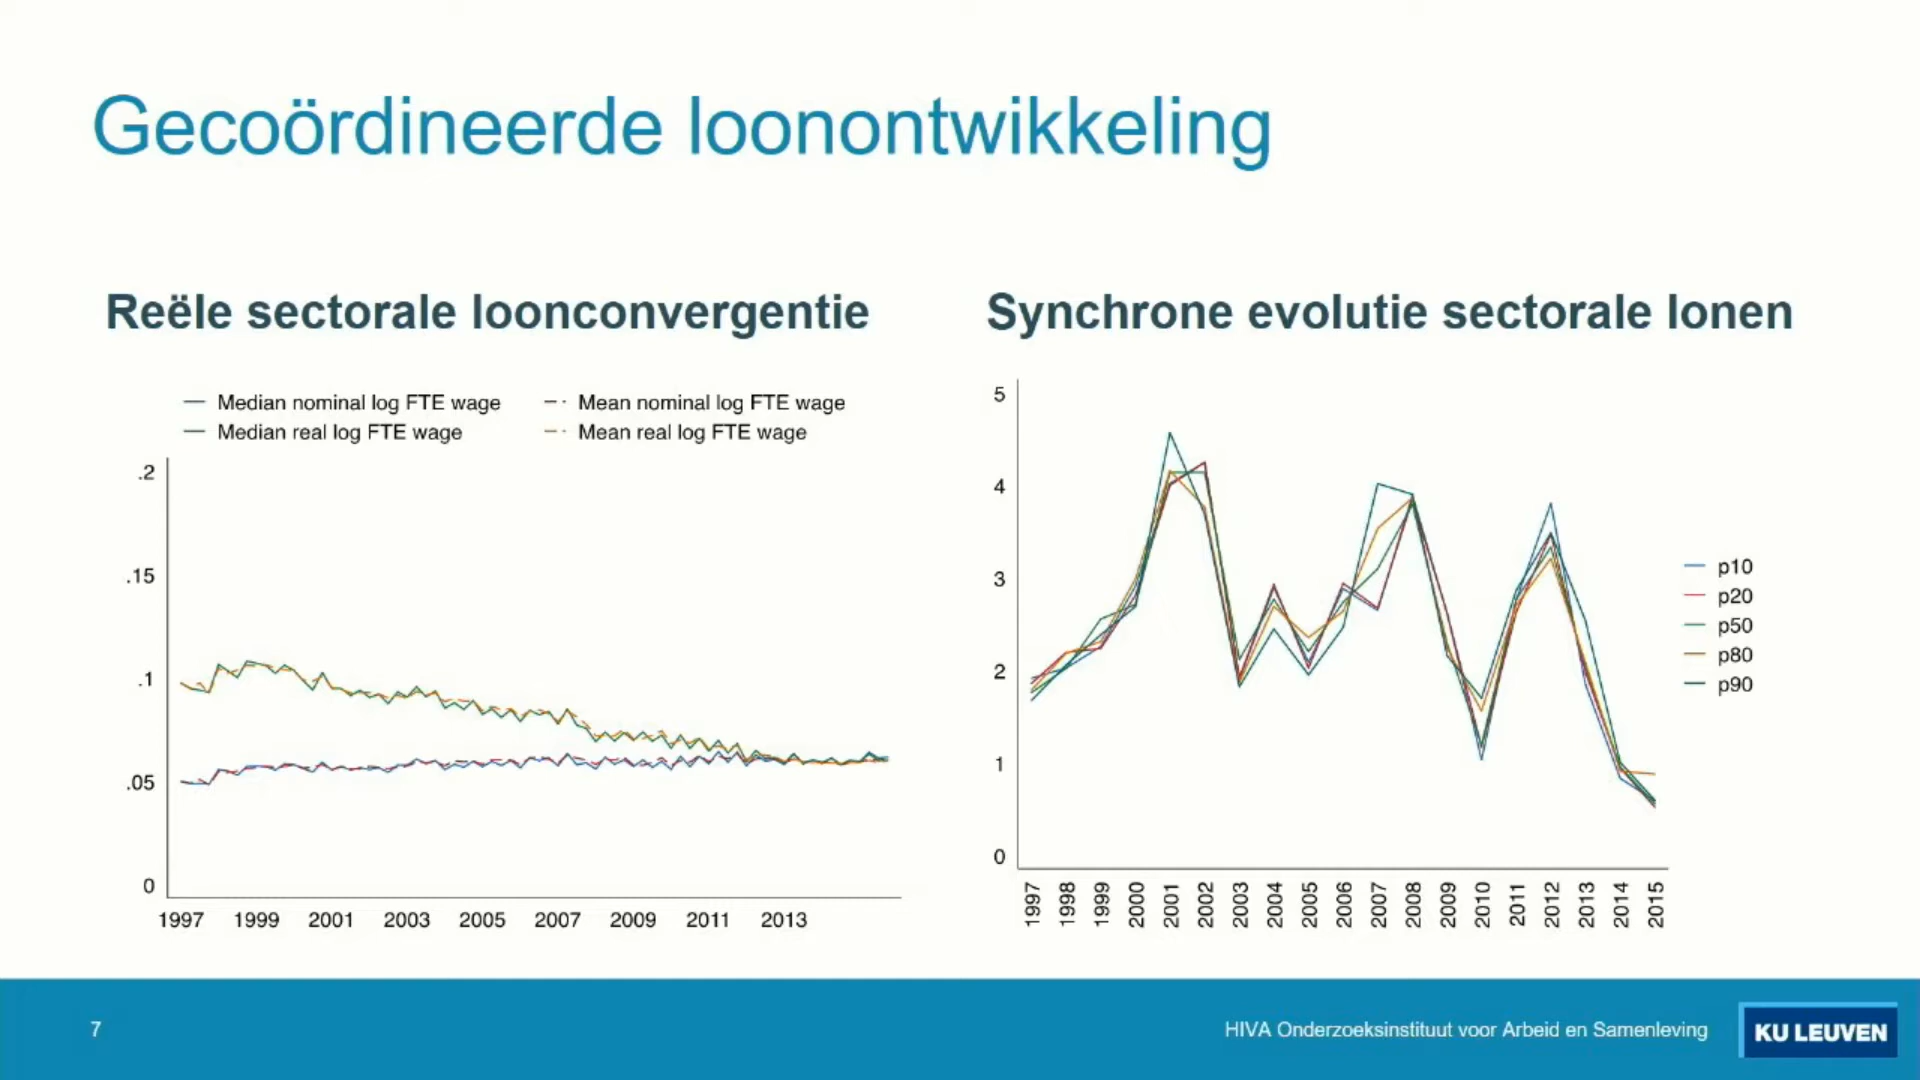 Gecoördineerde loonontwikkeling
Reële sectorale loonconvergentie
Median nominal log FTE wage
Mean nominal log FTE wage
Median real log FTE wage
Mean real log FTE wage
.2
.15
.1
.05
0
1997 1999 2001 2003 2005 2007 2009 2011 2013
Synchrone evolutie sectorale lonen
5
4
3
2
1
0
1997 1998 1999 2000 2001 2002 2003 2004 2005 2006 2007 2008 2009 2010 2011 2012 2013 2014 2015
p10
p20
p50
p80
p90
7
HIVA Onderzoeksinstituut voor Arbeid en Samenleving
KU LEUVEN